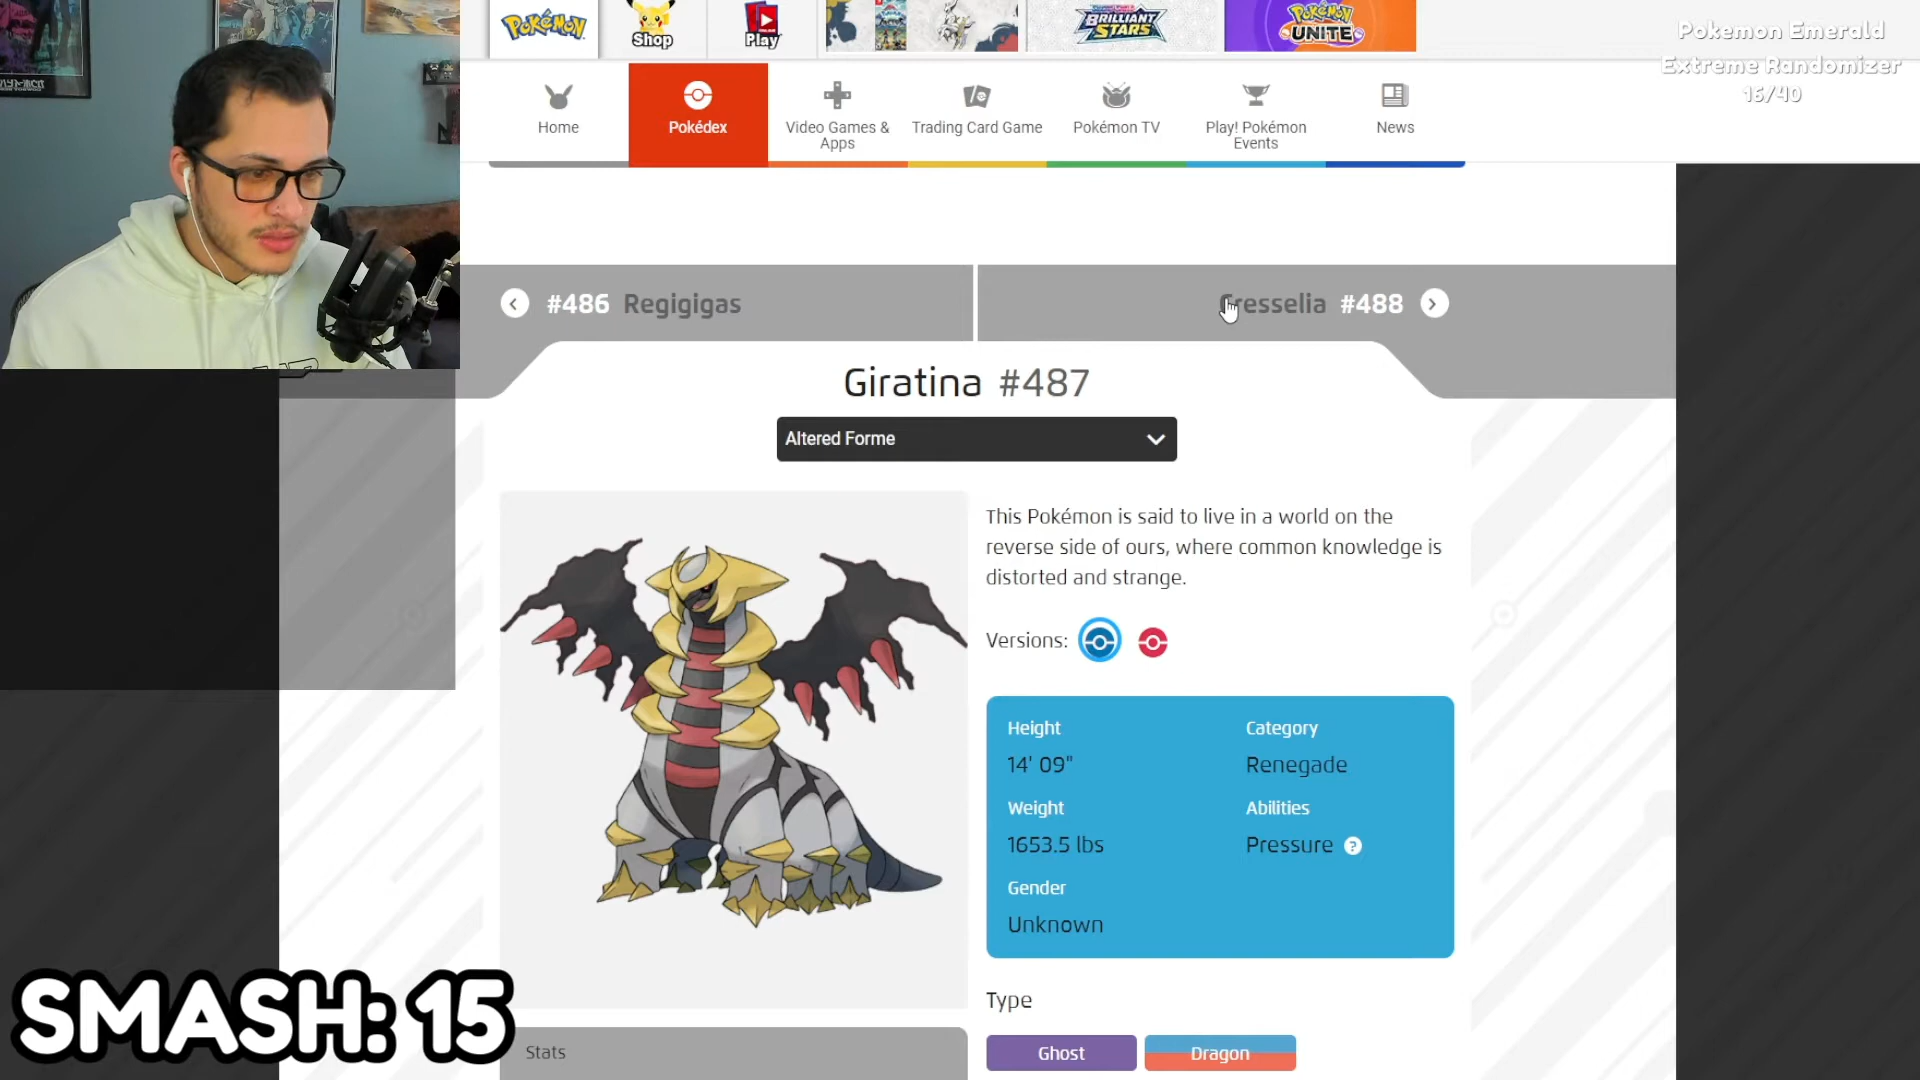 Pokémon
Shop
Play
BRILLIANT
STARS
Pokémon
UNITE
Pokemon Emerald
Extreme Randomizer
16/40
Home
Pokédex
Video Games &
Apps
Trading Card Game
Pokémon TV
Play! Pokémon
Events
News
#486 Regigigas
Cresselia #488
Giratina #487
Altered Forme
This Pokémon is said to live in a world on the
reverse side of ours, where common knowledge is
distorted and strange.
Versions:
Height
14' 09"
Category
Renegade
Weight
1653.5 lbs
Abilities
Pressure ?
Gender
Unknown
Type
Ghost
Dragon
Stats
SMASH: 15